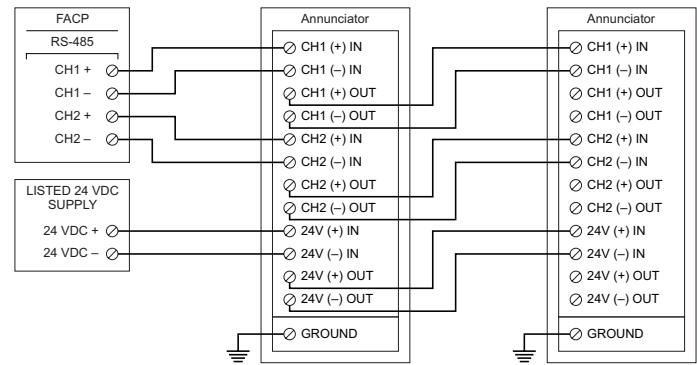 FACP
RS-485
CH1 +
CH1 –
CH2 +
CH2 –
LISTED 24 VDC
SUPPLY
24 VDC +
24 VDC –
Annunciator
CH1 (+) IN
CH1 (–) IN
CH1 (+) OUT
CH1 (–) OUT
CH2 (+) IN
CH2 (–) IN
CH2 (+) OUT
CH2 (–) OUT
24V (+) IN
24V (–) IN
24V (+) OUT
24V (–) OUT
GROUND
Annunciator
CH1 (+) IN
CH1 (–) IN
CH1 (+) OUT
CH1 (–) OUT
CH2 (+) IN
CH2 (–) IN
CH2 (+) OUT
CH2 (–) OUT
24V (+) IN
24V (–) IN
24V (+) OUT
24V (–) OUT
GROUND